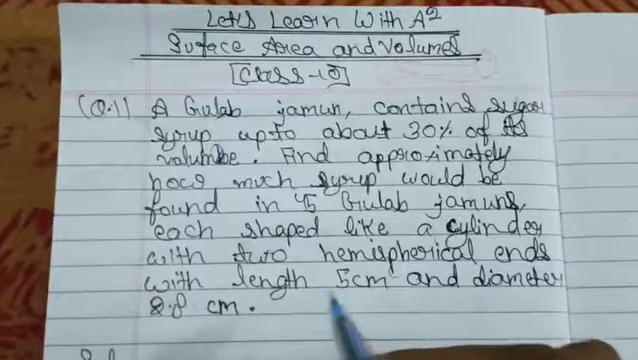 Let's Learn With A²
Surface Area and Volumes
[Class-10]
(Q.1) A Gulab jamun, contains sugar
syrup upto about 30% of its
volume. Find approximately
how much syrup would be
found in 45 Gulab jamuns,
each shaped like a cylinder
with two hemispherical ends
with length 5cm and diameter
2.8 cm.